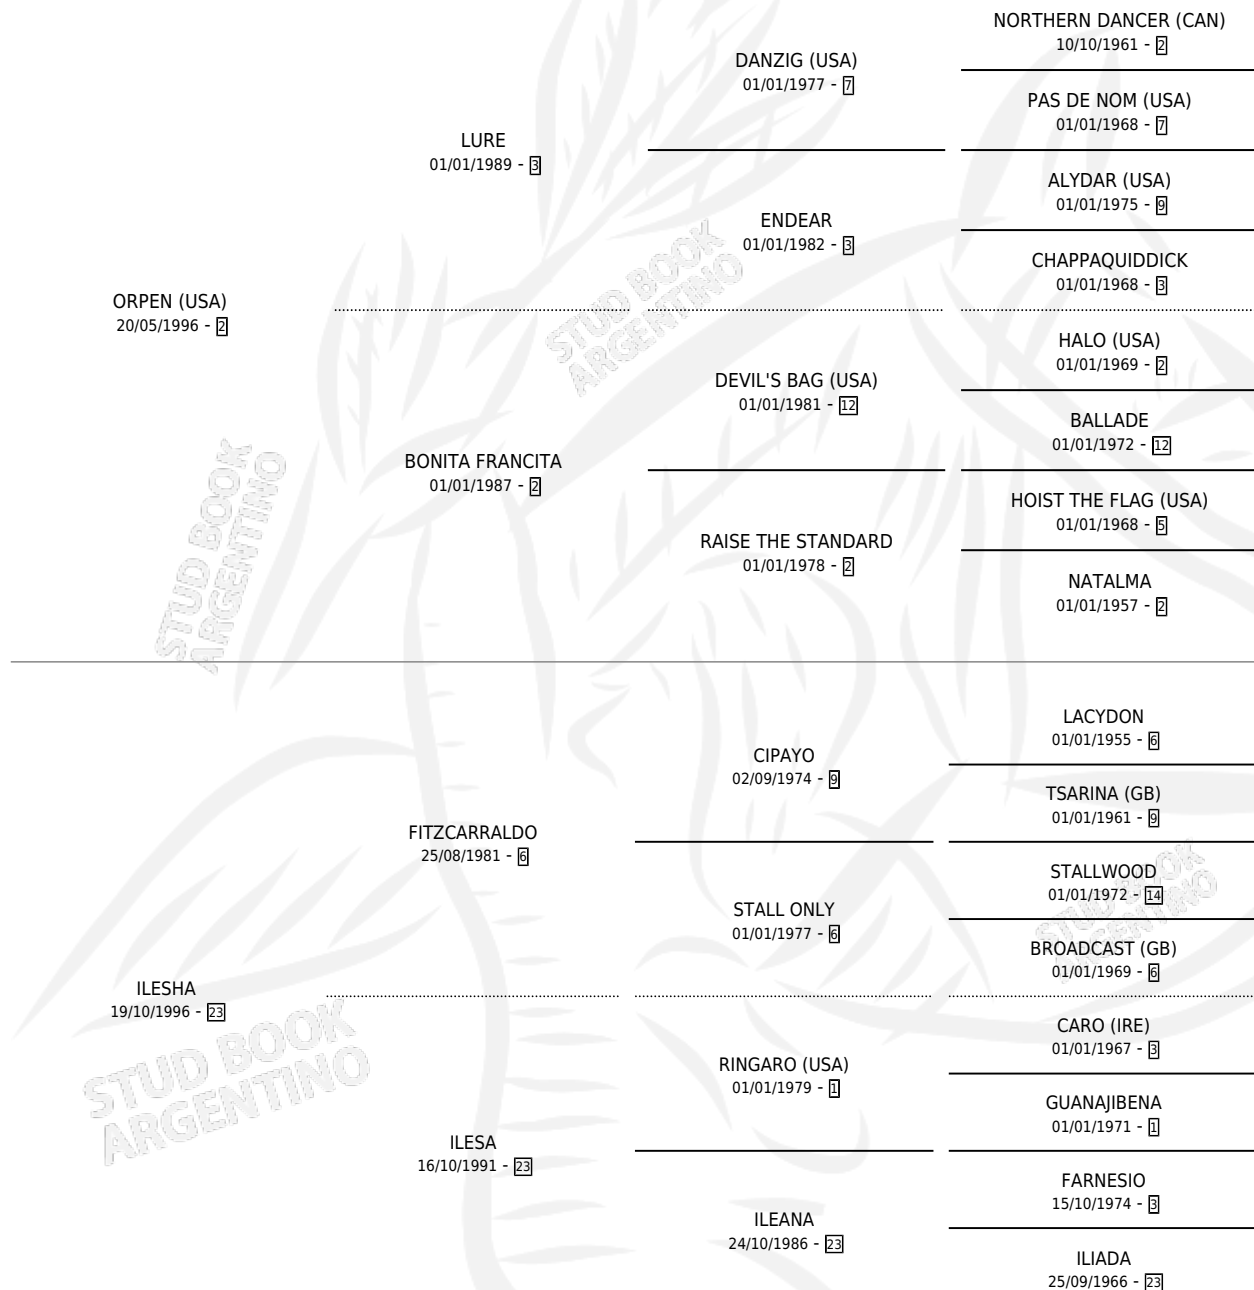 NORTHERN DANCER (CAN)
10/10/1961 - 2
DANZIG (USA)
01/01/1977 - 7
PAS DE NOM (USA)
01/01/1968 - 7
LURE
01/01/1989 - 3
ALYDAR (USA)
01/01/1975 - 9
ENDEAR
01/01/1982 - 3
CHAPPAQUIDDICK
01/01/1968 - 3
ORPEN (USA)
20/05/1996 - 2
HALO (USA)
01/01/1969 - 2
DEVIL'S BAG (USA)
01/01/1981 - 12
BALLADE
01/01/1972 - 12
BONITA FRANCITA
01/01/1987 - 2
HOIST THE FLAG (USA)
01/01/1968 - 5
RAISE THE STANDARD
01/01/1978 - 2
NATALMA
01/01/1957 - 2
LACYDON
01/01/1955 - 6
CIPAYO
02/09/1974 - 9
TSARINA (GB)
01/01/1961 - 9
FITZCARRALDO
25/08/1981 - 6
STALLWOOD
01/01/1972 - 14
STALL ONLY
01/01/1977 - 6
BROADCAST (GB)
01/01/1969 - 6
ILESHA
19/10/1996 - 23
CARO (IRE)
01/01/1967 - 3
RINGARO (USA)
01/01/1979 - 1
GUANAJIBENA
01/01/1971 - 1
ILESA
16/10/1991 - 23
FARNESIO
15/10/1974 - 3
ILEANA
24/10/1986 - 23
ILIADA
25/09/1966 - 23
STUD BOOK
ARGENTINO
STUD BOOK
ARGENTINO
STUD BOOK
ARGENTINO
STUD BOOK
ARGENTINO